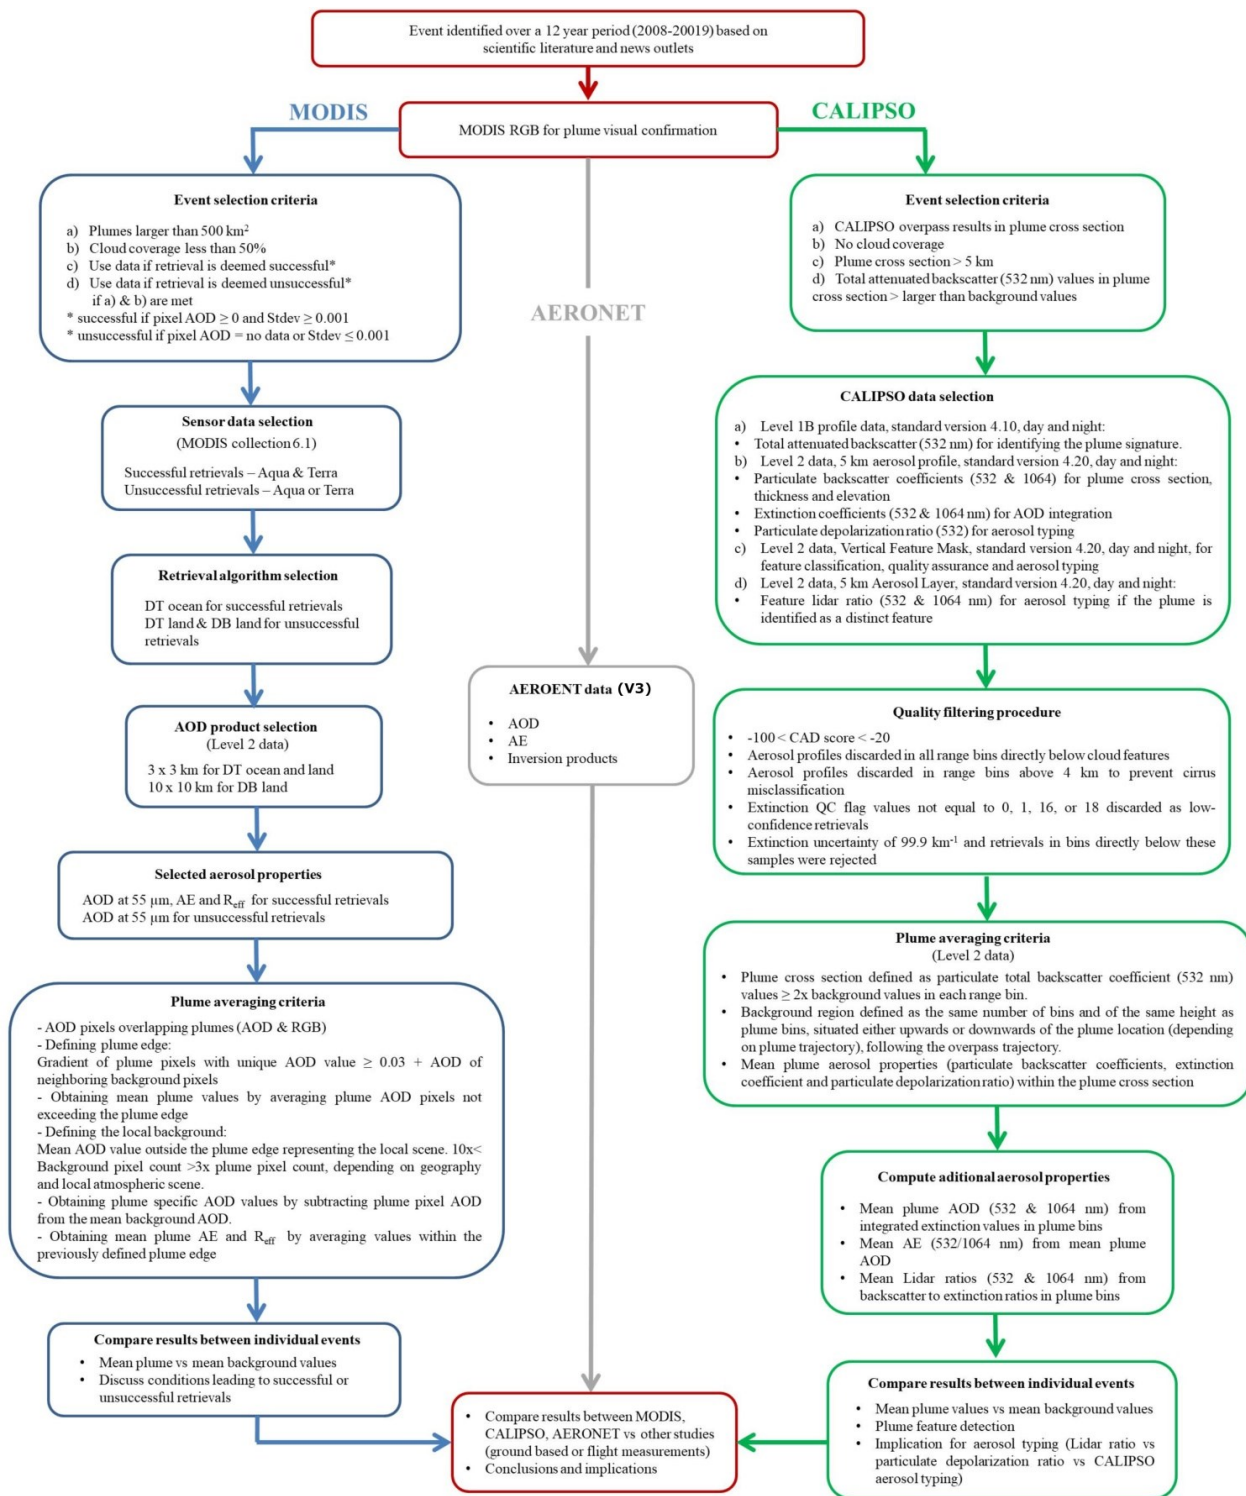 Event identified over a 12 year period (2008-20019) based on
scientific literature and news outlets
MODIS
CALIPSO
MODIS RGB for plume visual confirmation
Event selection criteria
a) Plumes larger than 500 km²
b) Cloud coverage less than 50%
c) Use data if retrieval is deemed successful*
d) Use data if retrieval is deemed unsuccessful*
if a) & b) are met
* successful if pixel AOD ≥ 0 and Stdev ≥ 0.001
* unsuccessful if pixel AOD = no data or Stdev ≤ 0.001
Sensor data selection
(MODIS collection 6.1)
Successful retrievals – Aqua & Terra
Unsuccessful retrievals – Aqua or Terra
Retrieval algorithm selection
DT ocean for successful retrievals
DT land & DB land for unsuccessful
retrievals
AOD product selection
(Level 2 data)
3 x 3 km for DT ocean and land
10 x 10 km for DB land
Selected aerosol properties
AOD at 55 µm, AE and Reff for successful retrievals
AOD at 55 µm for unsuccessful retrievals
Plume averaging criteria
- AOD pixels overlapping plumes (AOD & RGB)
- Defining plume edge:
Gradient of plume pixels with unique AOD value ≥ 0.03 + AOD of
neighboring background pixels
- Obtaining mean plume values by averaging plume AOD pixels not
exceeding the plume edge
- Defining the local background:
Mean AOD value outside the plume edge representing the local scene. 10x<
Background pixel count >3x plume pixel count, depending on geography
and local atmospheric scene.
- Obtaining plume specific AOD values by subtracting plume pixel AOD
from the mean background AOD.
- Obtaining mean plume AE and Reff by averaging values within the
previously defined plume edge
Compare results between individual events
• Mean plume vs mean background values
• Discuss conditions leading to successful or
unsuccessful retrievals
AERONET
AEROENT data (V3)
• AOD
• AE
• Inversion products
Event selection criteria
a) CALIPSO overpass results in plume cross section
b) No cloud coverage
c) Plume cross section > 5 km
d) Total attenuated backscatter (532 nm) values in plume
cross section > larger than background values
CALIPSO data selection
a) Level 1B profile data, standard version 4.10, day and night:
• Total attenuated backscatter (532 nm) for identifying the plume signature.
b) Level 2 data, 5 km aerosol profile, standard version 4.20, day and night:
• Particulate backscatter coefficients (532 & 1064) for plume cross section,
thickness and elevation
• Extinction coefficients (532 & 1064 nm) for AOD integration
• Particulate depolarization ratio (532) for aerosol typing
c) Level 2 data, Vertical Feature Mask, standard version 4.20, day and night, for
feature classification, quality assurance and aerosol typing
d) Level 2 data, 5 km Aerosol Layer, standard version 4.20, day and night:
• Feature lidar ratio (532 & 1064 nm) for aerosol typing if the plume is
identified as a distinct feature
Quality filtering procedure
• -100 < CAD score < -20
• Aerosol profiles discarded in all range bins directly below cloud features
• Aerosol profiles discarded in range bins above 4 km to prevent cirrus
misclassification
• Extinction QC flag values not equal to 0, 1, 16, or 18 discarded as low-
confidence retrievals
• Extinction uncertainty of 99.9 km⁻¹ and retrievals in bins directly below these
samples were rejected
Plume averaging criteria
(Level 2 data)
• Plume cross section defined as particulate total backscatter coefficient (532 nm)
values ≥ 2x background values in each range bin.
• Background region defined as the same number of bins and of the same height as
plume bins, situated either upwards or downwards of the plume location (depending
on plume trajectory), following the overpass trajectory.
• Mean plume aerosol properties (particulate backscatter coefficients, extinction
coefficient and particulate depolarization ratio) within the plume cross section
Compute aditional aerosol properties
• Mean plume AOD (532 & 1064 nm) from
integrated extinction values in plume bins
• Mean AE (532/1064 nm) from mean plume
AOD
• Mean Lidar ratios (532 & 1064 nm) from
backscatter to extinction ratios in plume bins
Compare results between individual events
• Mean plume values vs mean background values
• Plume feature detection
• Implication for aerosol typing (Lidar ratio vs
particulate depolarization ratio vs CALIPSO
aerosol typing)
• Compare results between MODIS,
CALIPSO, AERONET vs other studies
(ground based or flight measurements)
• Conclusions and implications